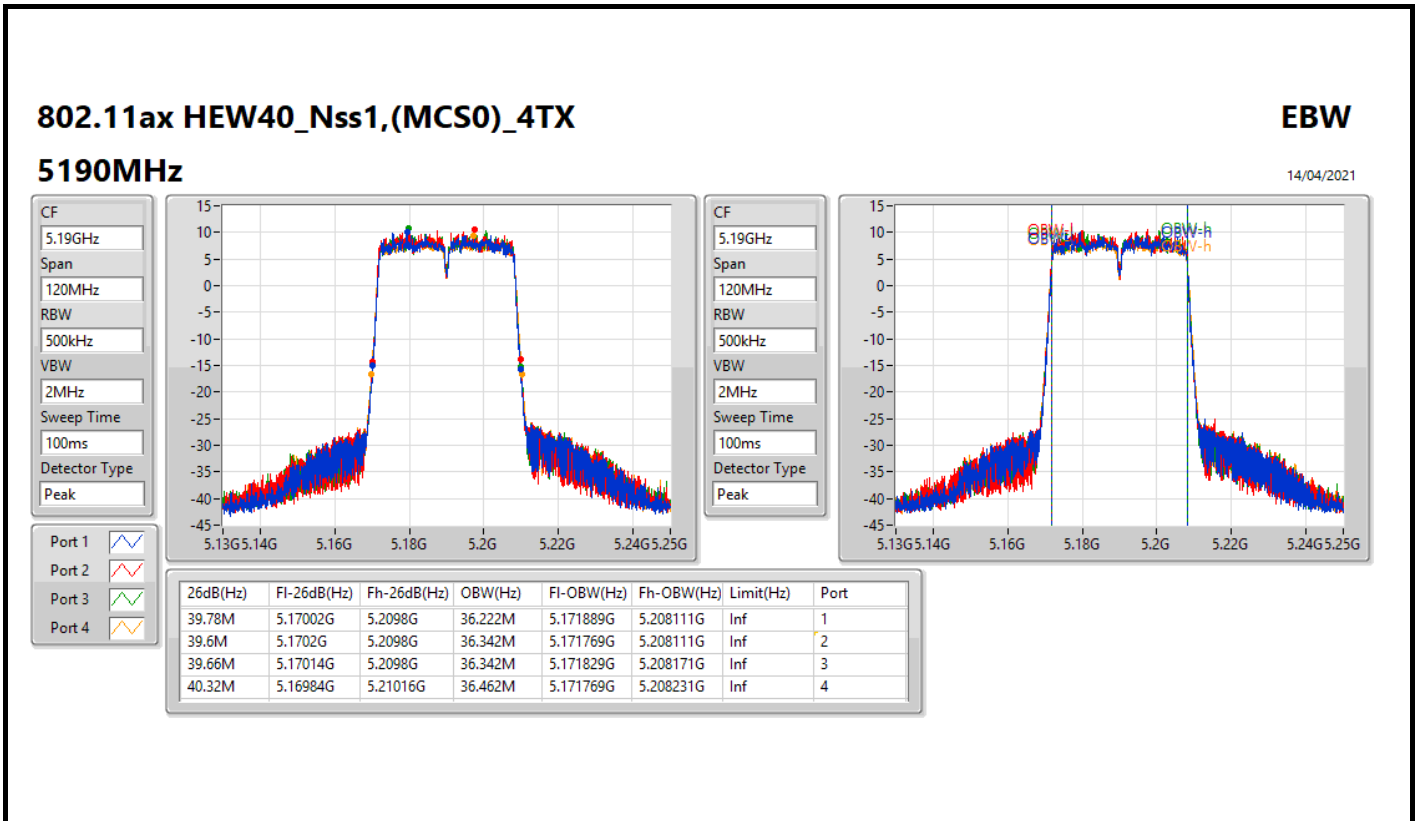 802.11ax HEW40_Nss1,(MCS0)_4TX
EBW
5190MHz
14/04/2021
CF
5.19GHz
Span
120MHz
RBW
500kHz
VBW
2MHz
Sweep Time
100ms
Detector Type
Peak
15
10
5
0
-5
-10
-15
-20
-25
-30
-35
-40
-45
5.13G 5.14G 5.16G 5.18G 5.2G 5.22G 5.24G 5.25G
CF
5.19GHz
Span
120MHz
RBW
500kHz
VBW
2MHz
Sweep Time
100ms
Detector Type
Peak
15
10
5
0
-5
-10
-15
-20
-25
-30
-35
-40
-45
OBW-h
OBW-h
5.13G 5.14G 5.16G 5.18G 5.2G 5.22G 5.24G 5.25G
Port 1
Port 2
Port 3
Port 4
26dB(Hz) Fl-26dB(Hz) Fh-26dB(Hz) OBW(Hz) Fl-OBW(Hz) Fh-OBW(Hz) Limit(Hz) Port
39.78M 5.17002G 5.2098G 36.222M 5.171889G 5.208111G Inf 1
39.6M 5.1702G 5.2098G 36.342M 5.171769G 5.208111G Inf 2
39.66M 5.17014G 5.2098G 36.342M 5.171829G 5.208171G Inf 3
40.32M 5.16984G 5.21016G 36.462M 5.171769G 5.208231G Inf 4